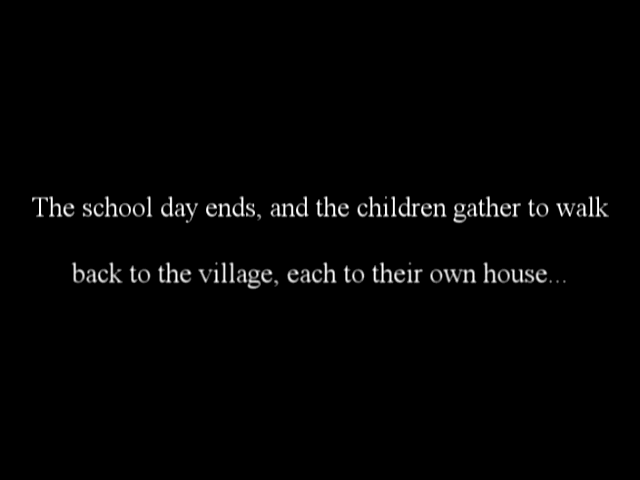 The school day ends, and the children gather to walk
back to the village, each to their own house...